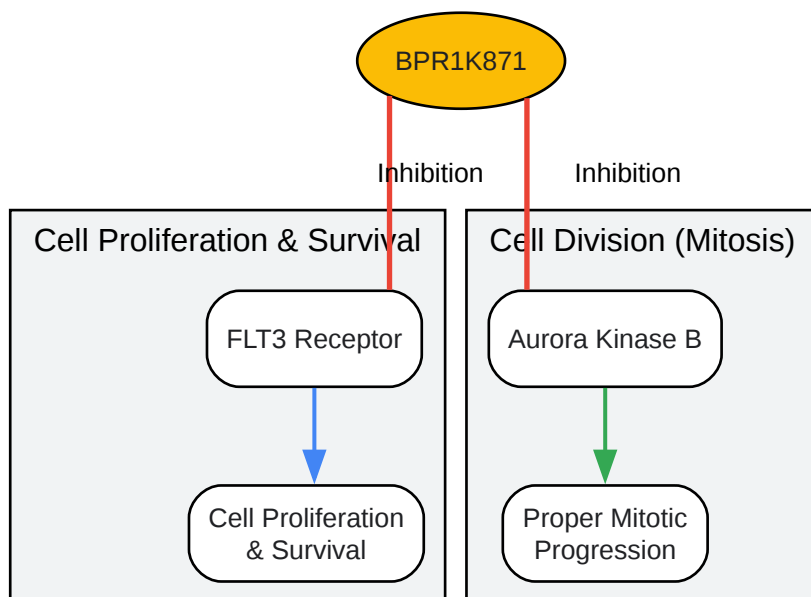 BPR1K871
Inhibition
Inhibition
Cell Proliferation & Survival
Cell Division (Mitosis)
FLT3 Receptor
Aurora Kinase B
Cell Proliferation
& Survival
Proper Mitotic
Progression